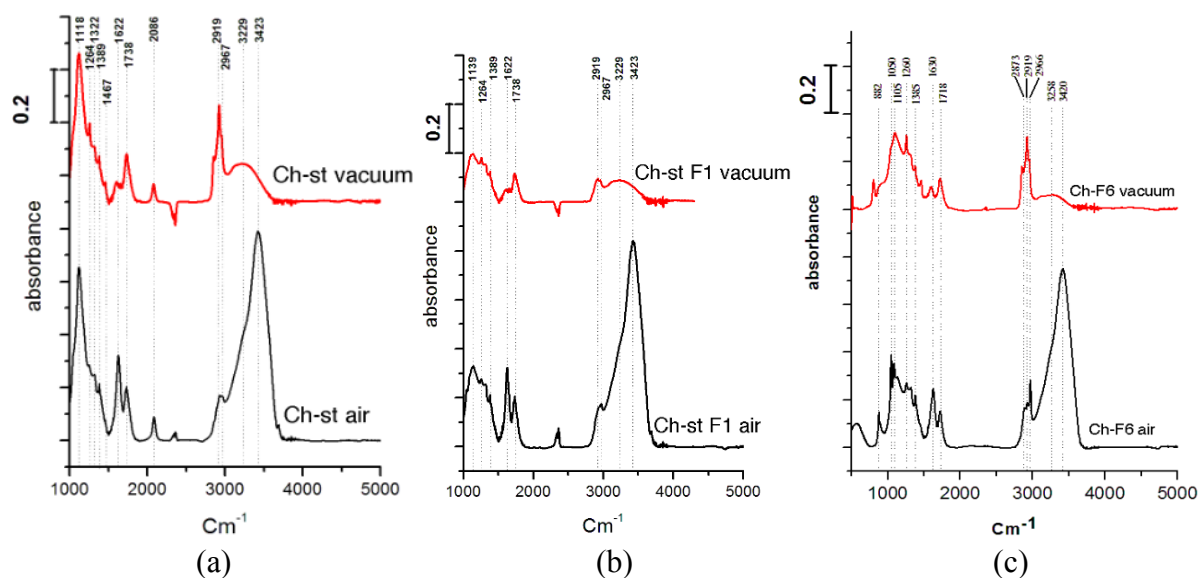 1118
1264
1322
1389
1467
1622
1738
2086
2919
2967
3229
3423
0.2
Ch-st vacuum
Ch-st air
absorbance
1000 2000 3000 4000 5000
Cm-1
(a)
1139
1264
1389
1622
1738
2919
2967
3229
3423
0.2
Ch-st F1 vacuum
Ch-st F1 air
absorbance
1000 2000 3000 4000 5000
Cm-1
(b)
882
1050
1105
1260
1385
1630
1718
2873
2919
2966
3258
3420
0.2
Ch-F6 vacuum
Ch-F6 air
absorbance
1000 2000 3000 4000 5000
Cm-1
(c)